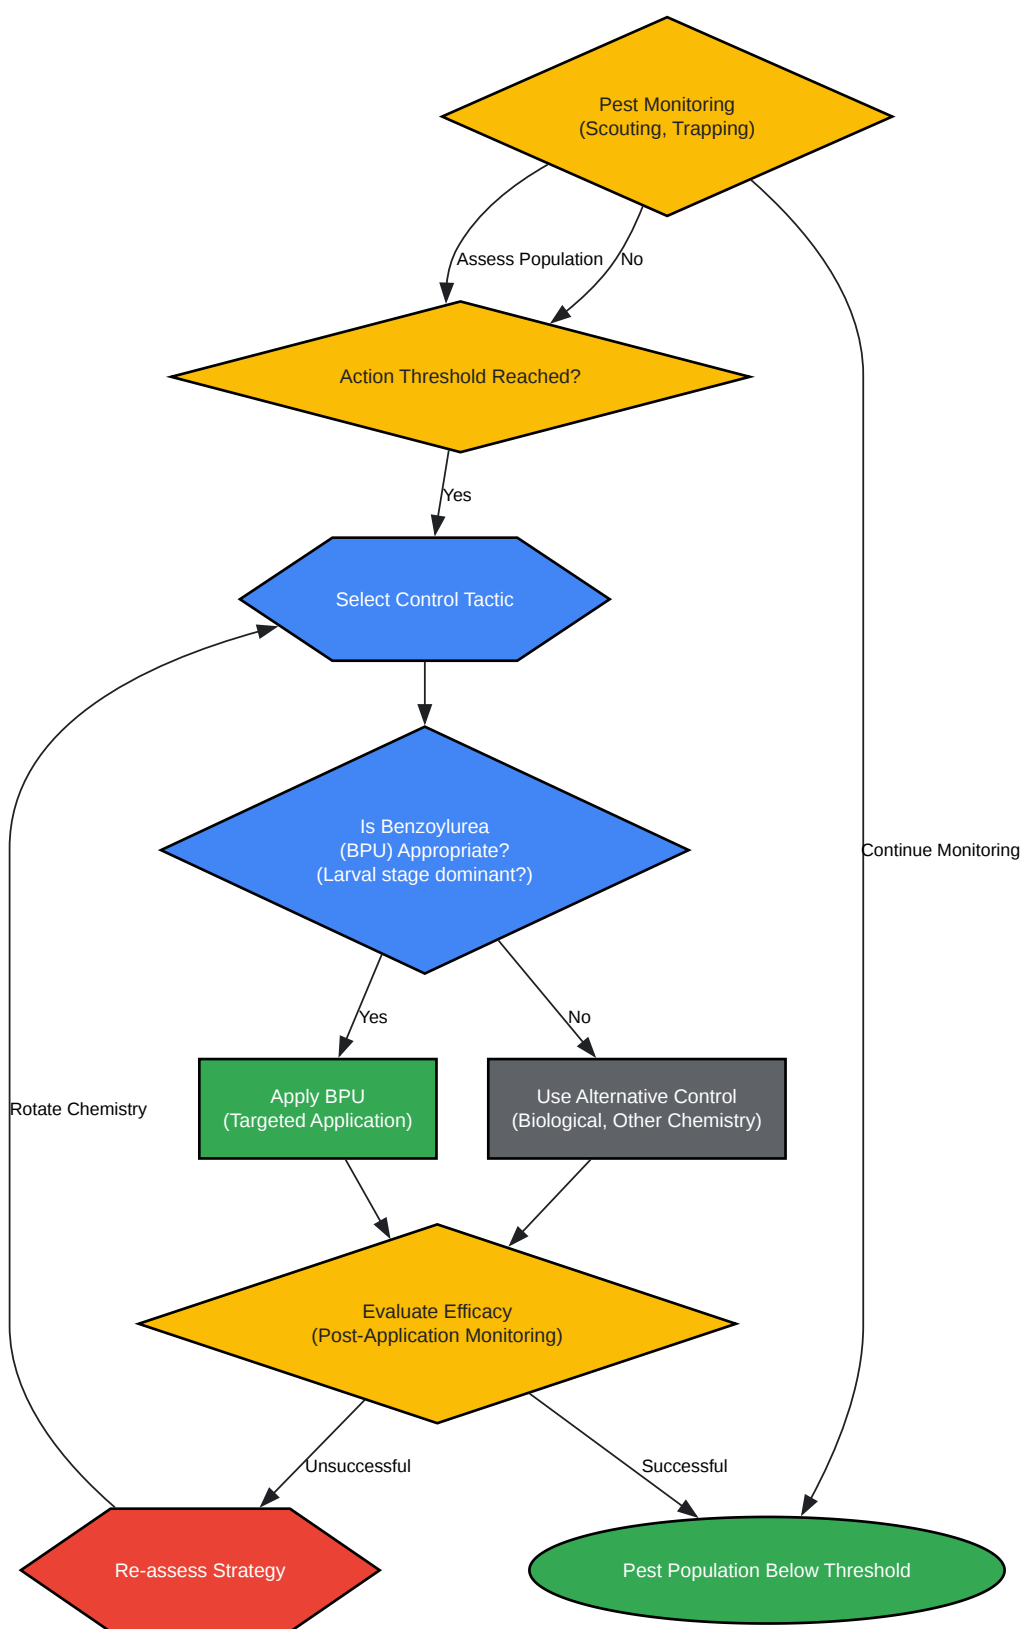 Pest Monitoring
(Scouting, Trapping)
Assess Population
No
Action Threshold Reached?
Yes
Select Control Tactic
Is Benzoylurea
(BPU) Appropriate?
(Larval stage dominant?)
Continue Monitoring
Yes
No
Apply BPU
(Targeted Application)
Use Alternative Control
(Biological, Other Chemistry)
Rotate Chemistry
Evaluate Efficacy
(Post-Application Monitoring)
Unsuccessful
Successful
Re-assess Strategy
Pest Population Below Threshold